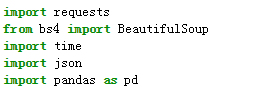 import requests
from bs4 import BeautifulSoup
import time
import json
import pandas as pd